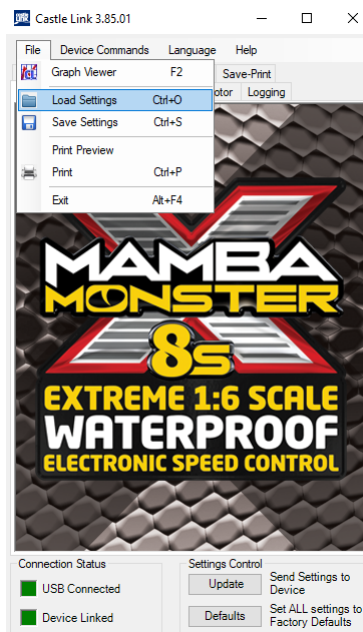 Castle Link 3.85.01
File Device Commands Language Help
Graph Viewer F2
Save-Print
Load Settings Ctrl+O
otor Logging
Save Settings Ctrl+S
Print Preview
Print Ctrl+P
Exit Alt+F4
MAMBA
MONSTER
X
8s
EXTREME 1:6 SCALE
WATERPROOF
ELECTRONIC SPEED CONTROL
Connection Status
USB Connected
Device Linked
Settings Control
Update
Send Settings to
Device
Defaults
Set ALL settings to
Factory Defaults